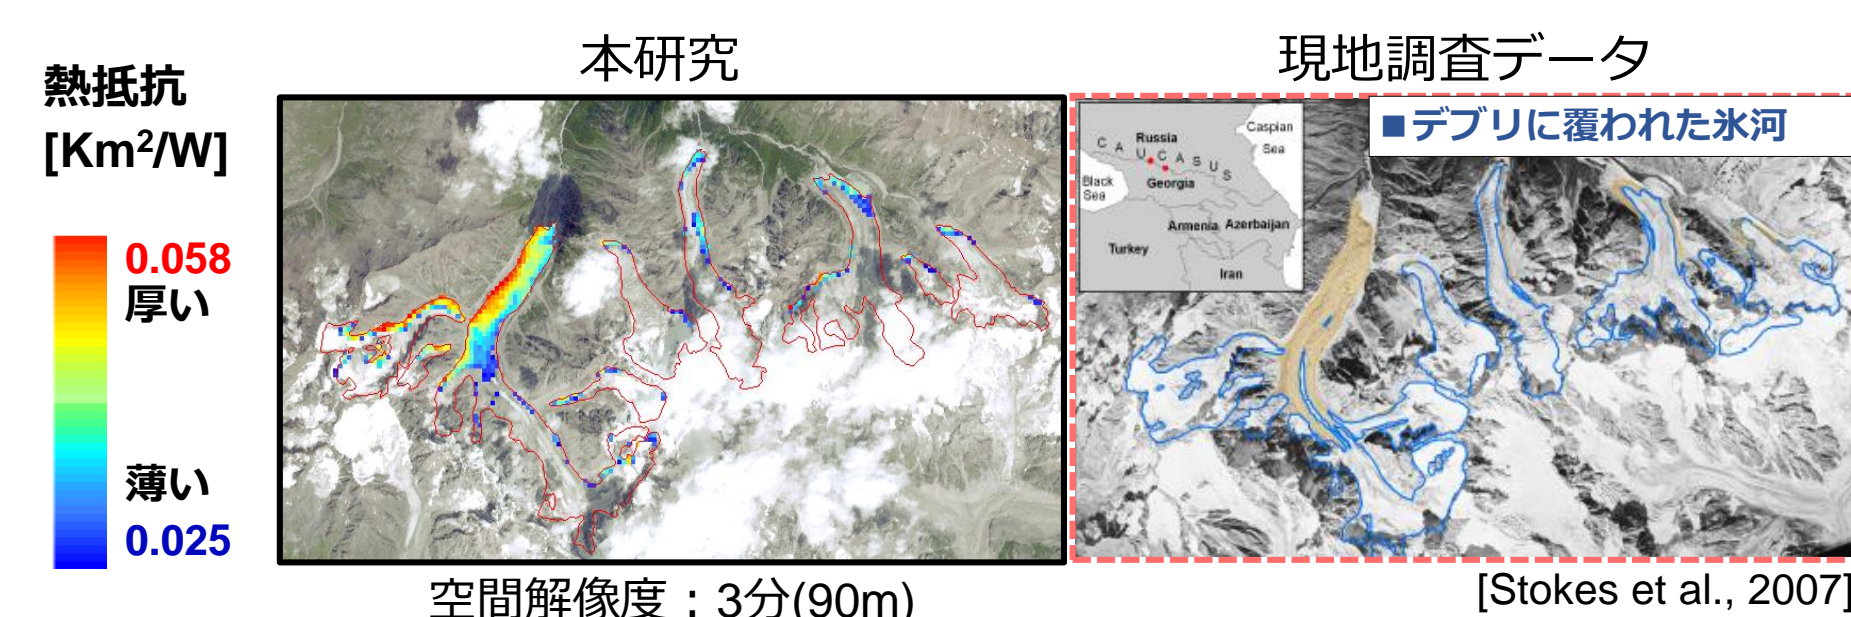 本研究
現地調査データ
熱抵抗
[Km²/W]
0.058
厚い
薄い
0.025
■デブリに覆われた氷河
Caspian
Sea
Russia
CAUCASUS
Black
Sea
Georgia
Armenia Azerbaijan
Turkey
Iran
空間解像度：3分(90m)
[Stokes et al., 2007]